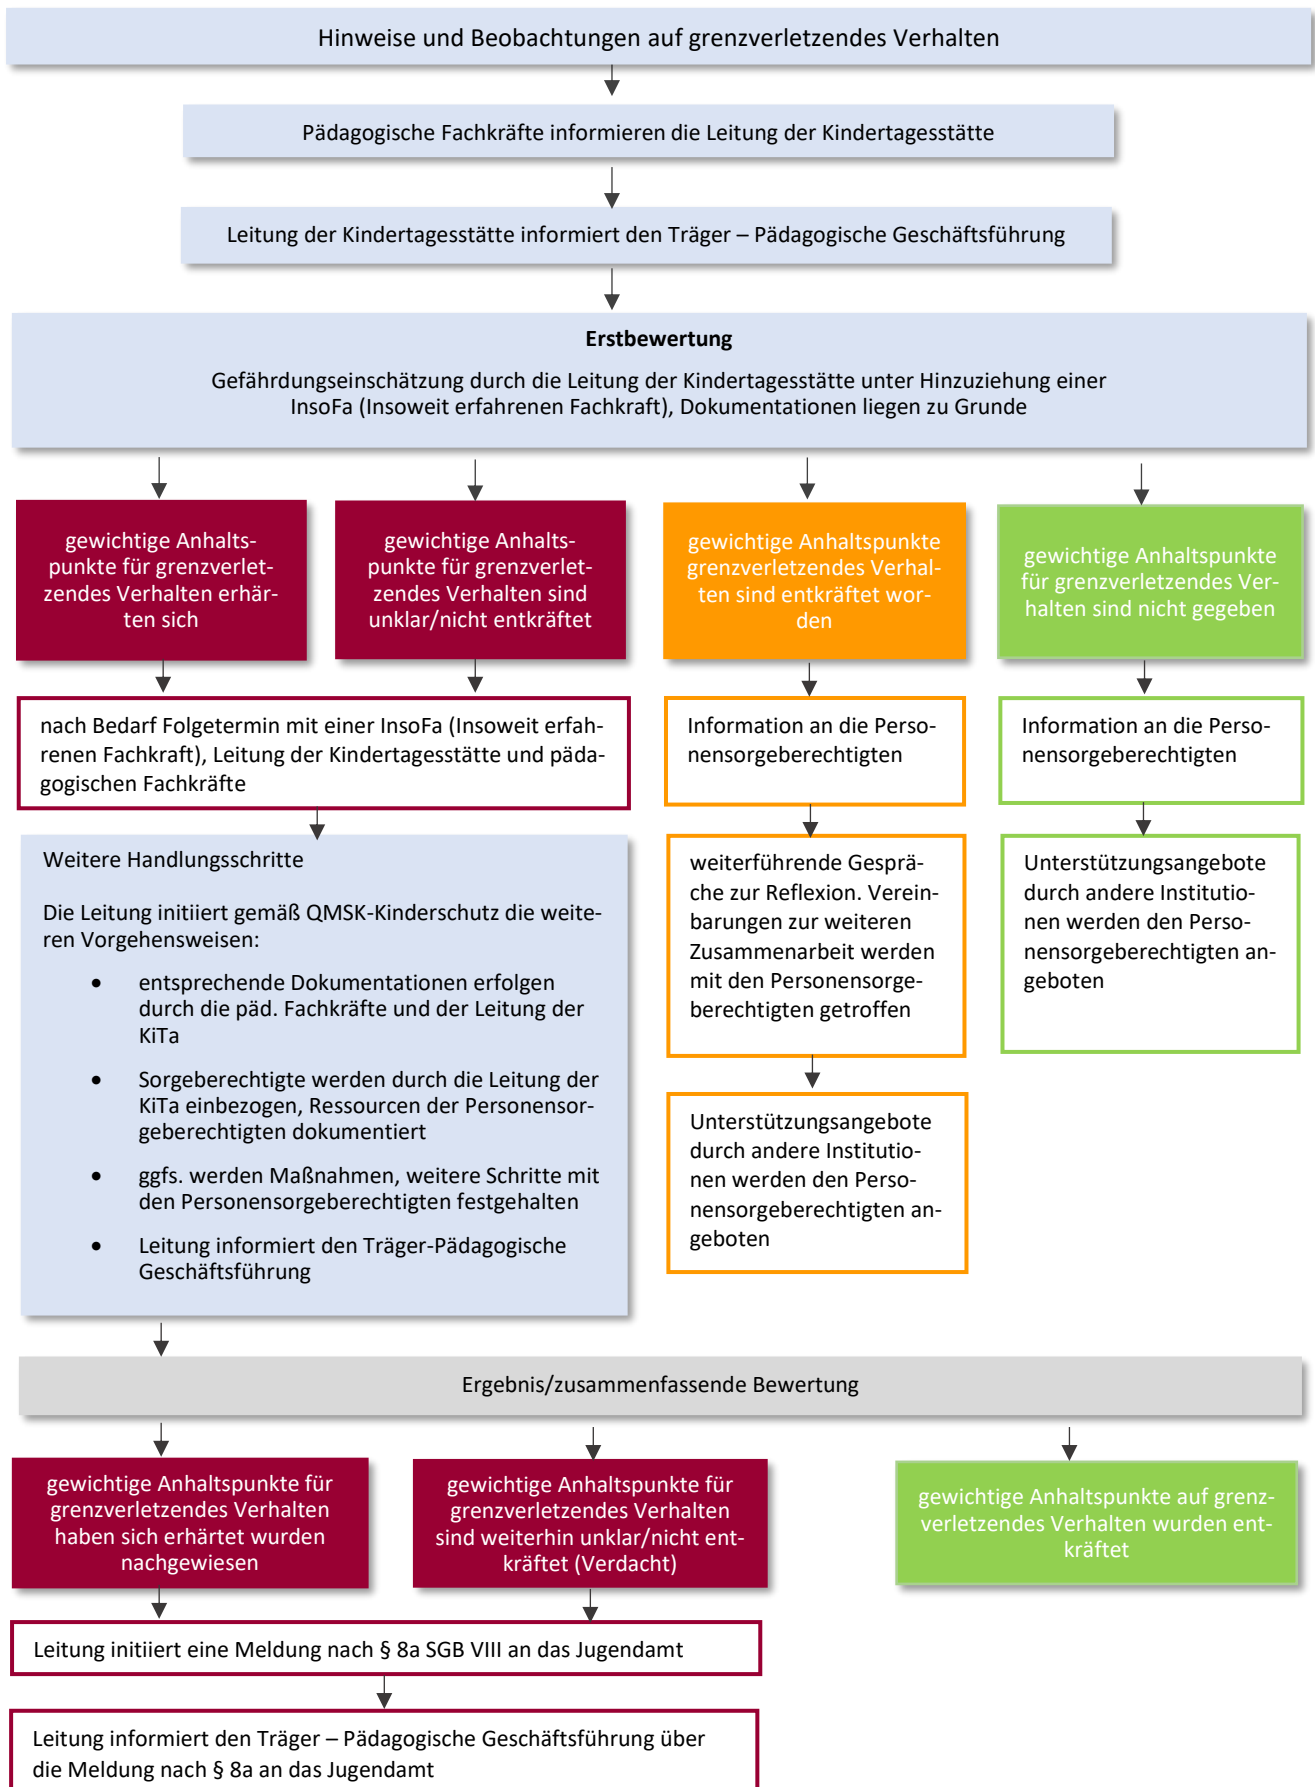 Hinweise und Beobachtungen auf grenzverletzendes Verhalten
Pädagogische Fachkräfte informieren die Leitung der Kindertagesstätte
Leitung der Kindertagesstätte informiert den Träger – Pädagogische Geschäftsführung
Erstbewertung
Gefährdungseinschätzung durch die Leitung der Kindertagesstätte unter Hinzuziehung einer
InsoFa (Insoweit erfahrenen Fachkraft), Dokumentationen liegen zu Grunde
gewichtige Anhalts-
punkte für grenzverlet-
zendes Verhalten erhär-
ten sich
gewichtige Anhalts-
punkte für grenzverlet-
zendes Verhalten sind
unklar/nicht entkräftet
gewichtige Anhaltspunkte
grenzverletzendes Verhal-
ten sind entkräftet wor-
den
gewichtige Anhaltspunkte
für grenzverletzendes Ver-
halten sind nicht gegeben
nach Bedarf Folgetermin mit einer InsoFa (Insoweit erfah-
renen Fachkraft), Leitung der Kindertagesstätte und päda-
gogischen Fachkräfte
Information an die Perso-
nensorgeberechtigten
Information an die Perso-
nensorgeberechtigten
Weitere Handlungsschritte
Die Leitung initiiert gemäß QMSK-Kinderschutz die weite-
ren Vorgehensweisen:
• entsprechende Dokumentationen erfolgen
durch die päd. Fachkräfte und der Leitung der
KiTa
• Sorgeberechtigte werden durch die Leitung der
KiTa einbezogen, Ressourcen der Personensor-
geberechtigten dokumentiert
• ggfs. werden Maßnahmen, weitere Schritte mit
den Personensorgeberechtigten festgehalten
• Leitung informiert den Träger-Pädagogische
Geschäftsführung
weiterführende Gesprä-
che zur Reflexion. Verein-
barungen zur weiteren
Zusammenarbeit werden
mit den Personensorge-
berechtigten getroffen
Unterstützungsangebote
durch andere Institutio-
nen werden den Perso-
nensorgeberechtigten an-
geboten
Unterstützungsangebote
durch andere Institutio-
nen werden den Perso-
nensorgeberechtigten an-
geboten
Ergebnis/zusammenfassende Bewertung
gewichtige Anhaltspunkte für
grenzverletzendes Verhalten
haben sich erhärtet wurden
nachgewiesen
gewichtige Anhaltspunkte für
grenzverletzendes Verhalten
sind weiterhin unklar/nicht ent-
kräftet (Verdacht)
gewichtige Anhaltspunkte auf grenz-
verletzendes Verhalten wurden ent-
kräftet
Leitung initiiert eine Meldung nach § 8a SGB VIII an das Jugendamt
Leitung informiert den Träger – Pädagogische Geschäftsführung über
die Meldung nach § 8a an das Jugendamt